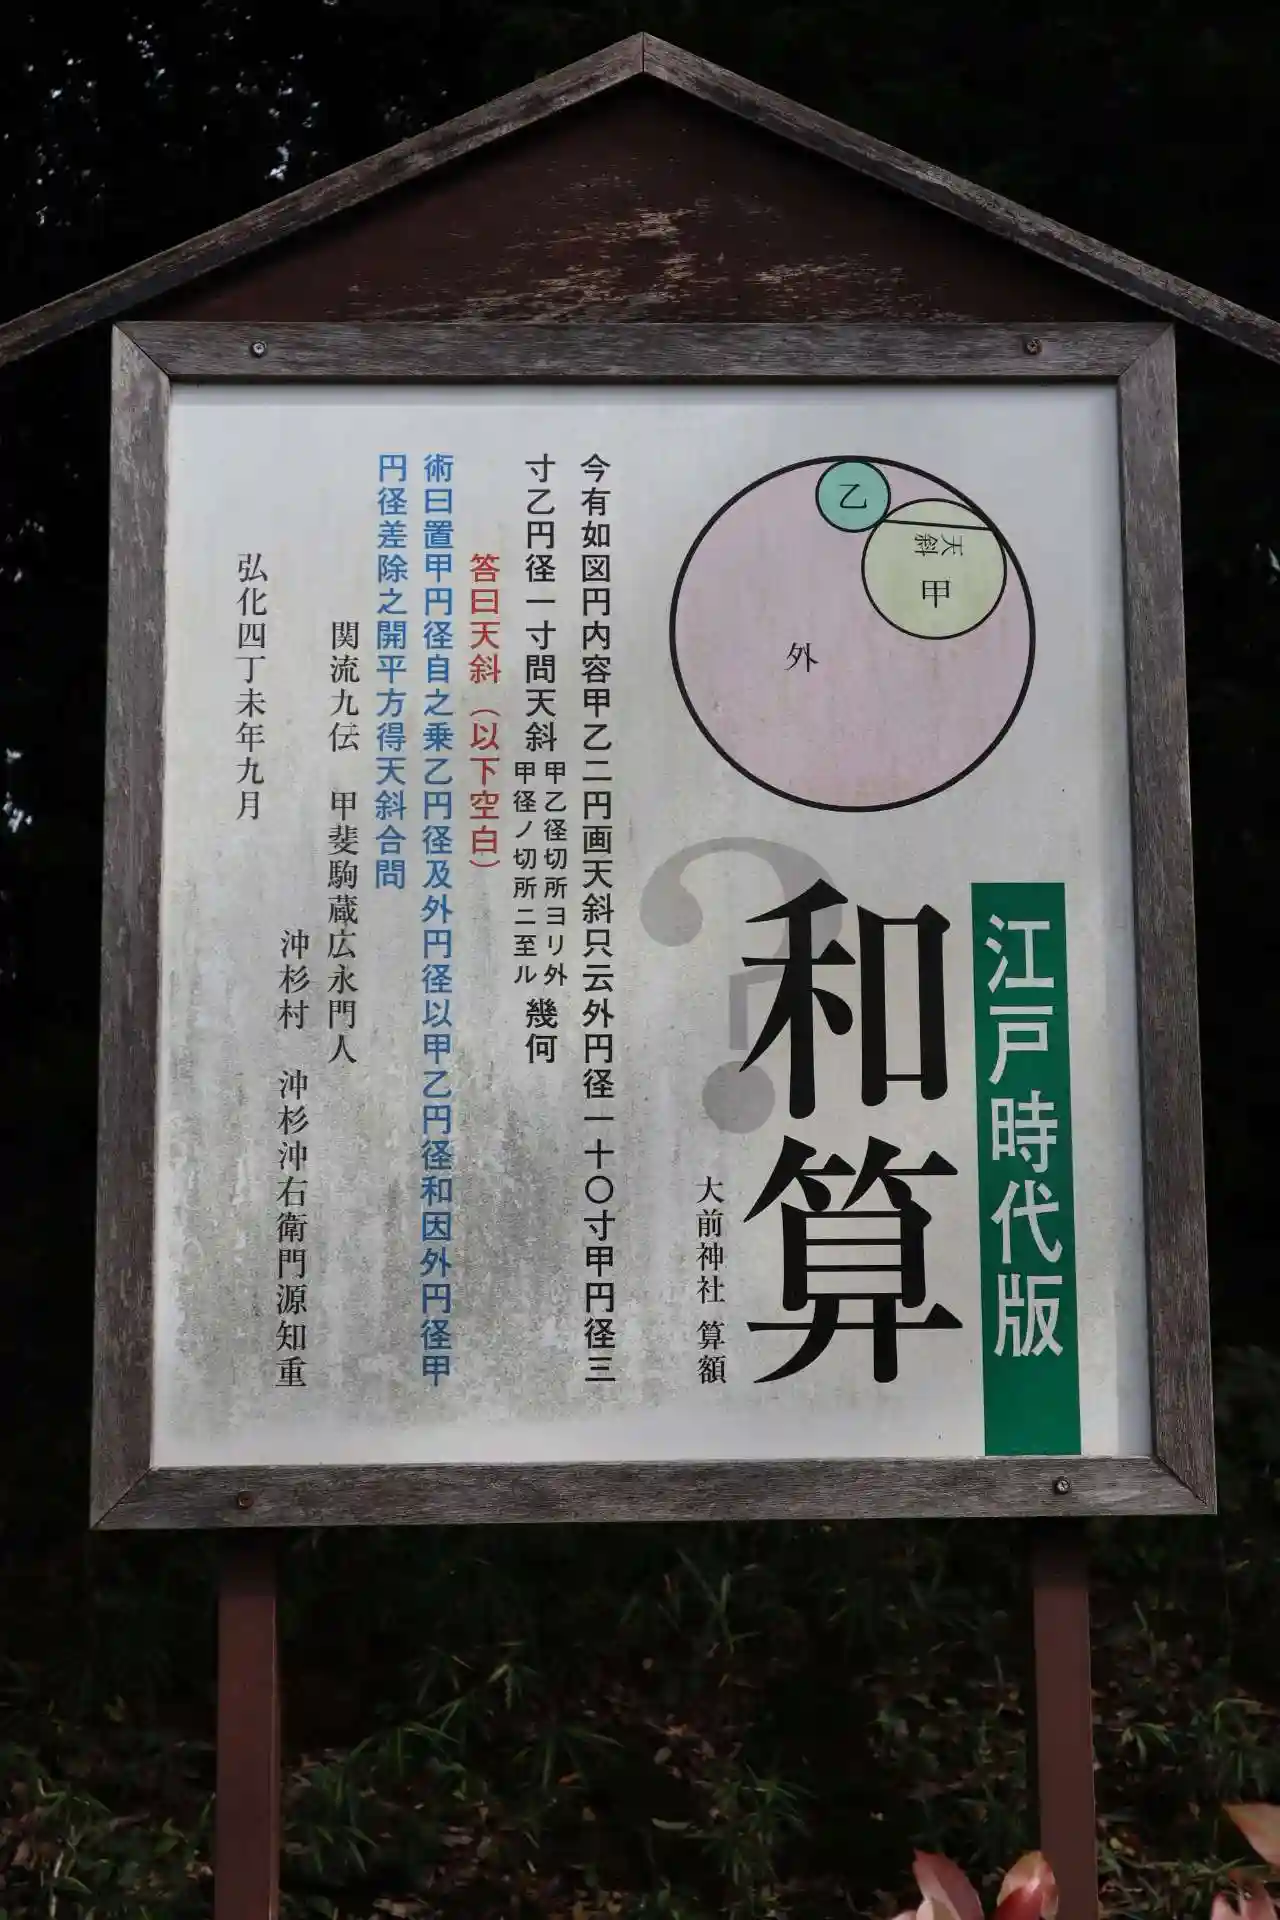 江戸時代版
和算
?
大前神社 算額
外
甲
乙
天斜
今有如図円内容甲乙二円画天斜只云外円径一十〇寸甲円径三
寸乙円径一寸問天斜
甲乙径切所ヨリ外
甲径ノ切所ニ至ル
幾何
答曰天斜（以下空白）
術曰置甲円径自之乗乙円径及外円径以甲乙円径和因外円径甲
円径差除之開平方得天斜合問
関流九伝 甲斐駒蔵広永門人
沖杉村 沖杉沖右衛門源知重
弘化四丁未年九月